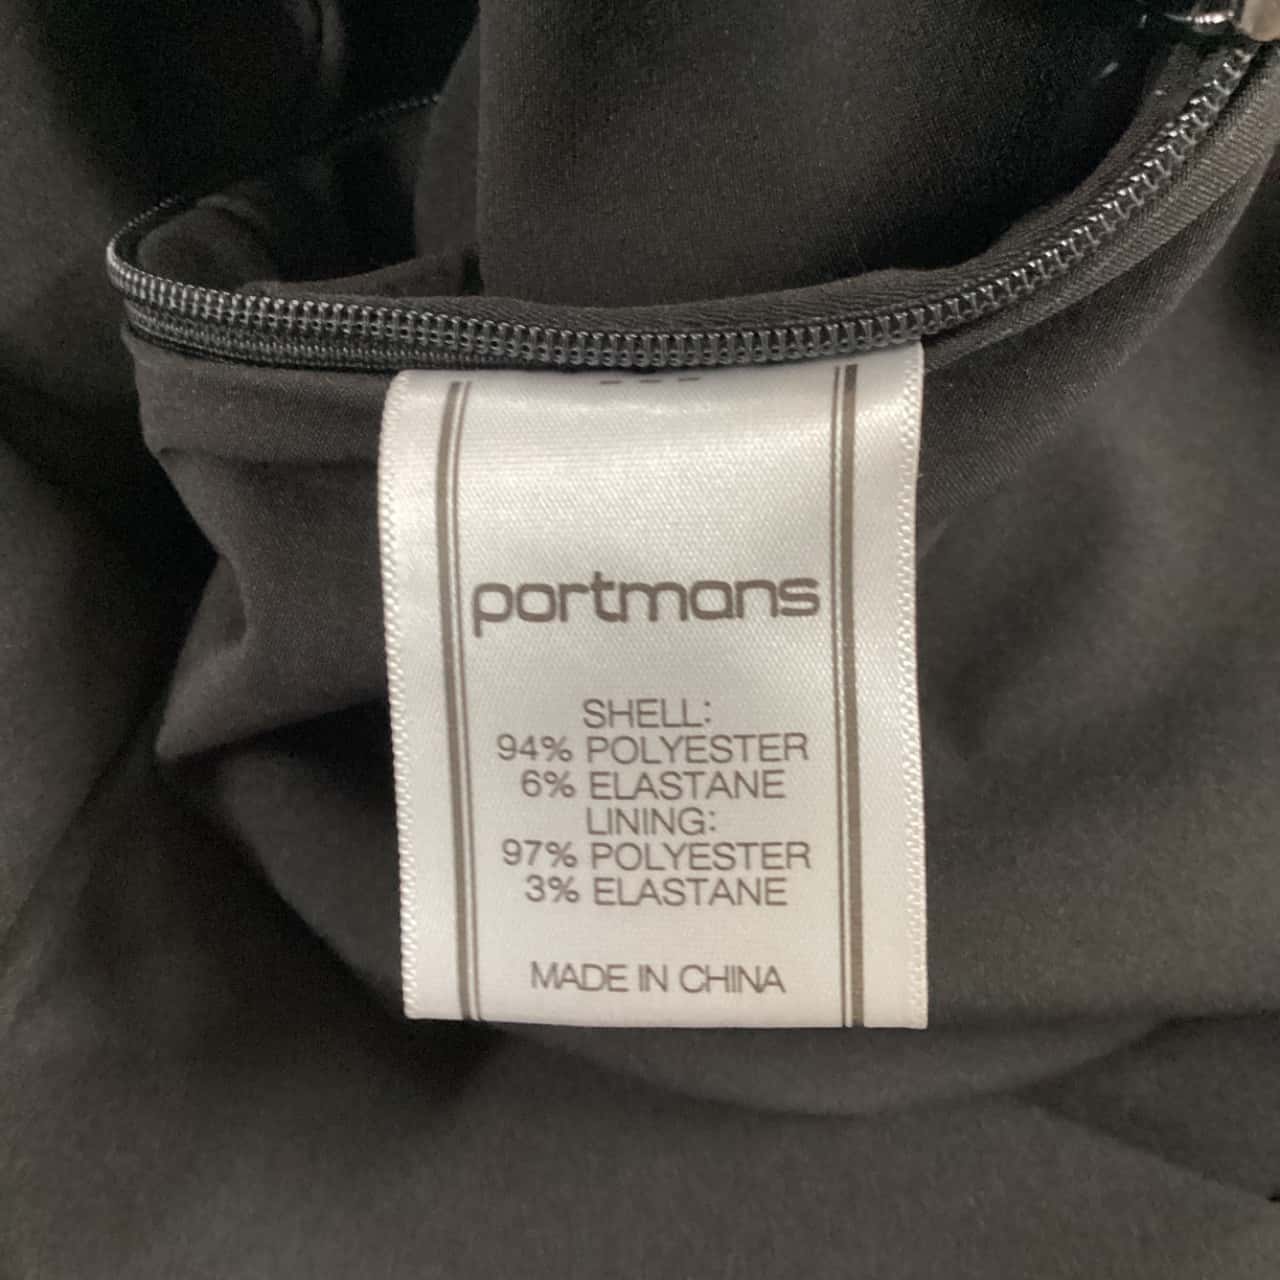 portmans
SHELL:
94% POLYESTER
6% ELASTANE
LINING:
97% POLYESTER
3% ELASTANE
MADE IN CHINA